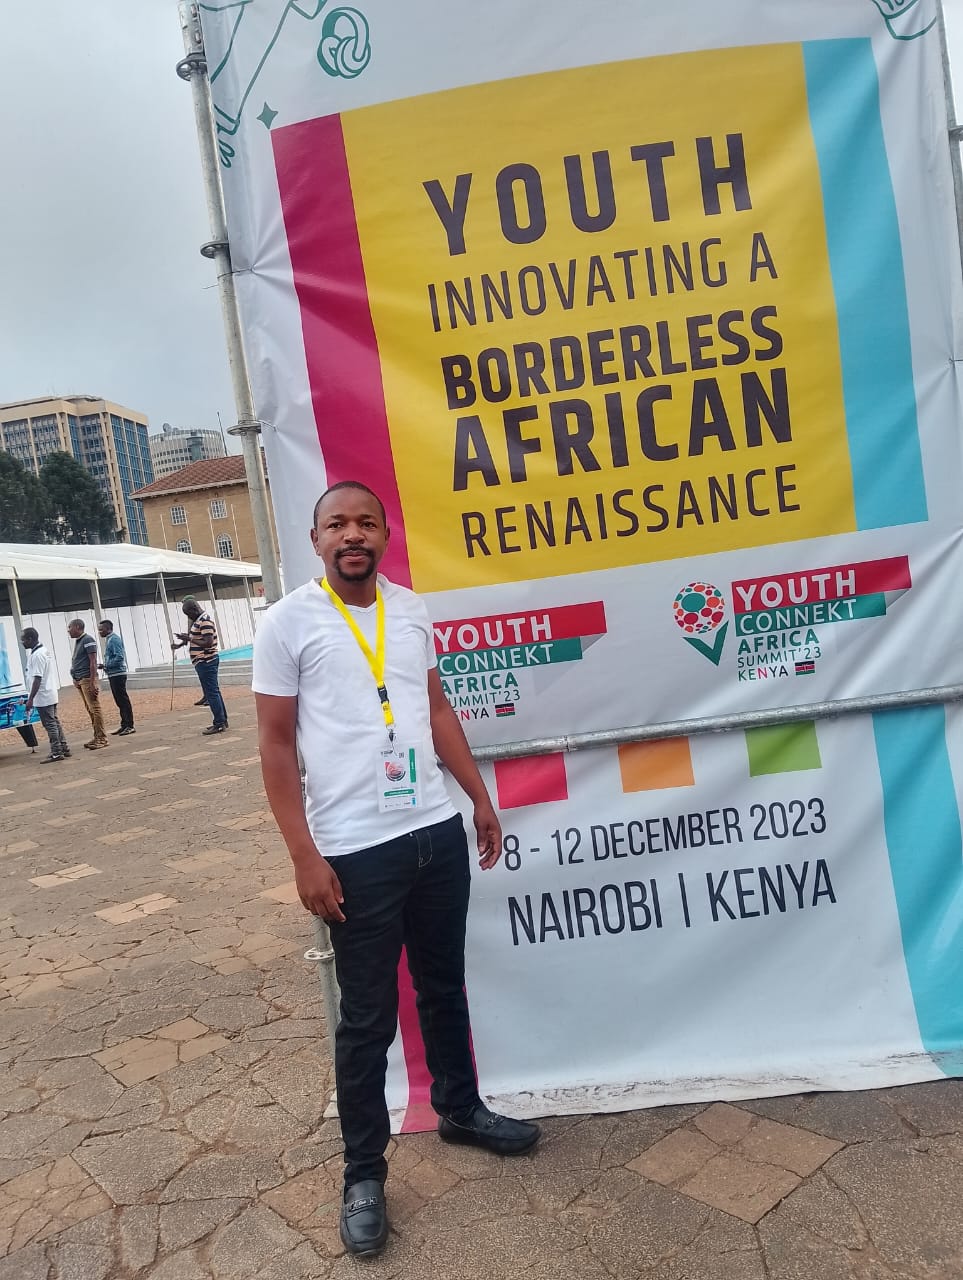 YOUTH
INNOVATING A
BORDERLESS
AFRICAN
RENAISSANCE
YOUTH
CONNEKT
AFRICA
SUMMIT'23
KENYA
YOUTH
CONNEKT
AFRICA
SUMMIT'23
KENYA
8 - 12 DECEMBER 2023
NAIROBI | KENYA